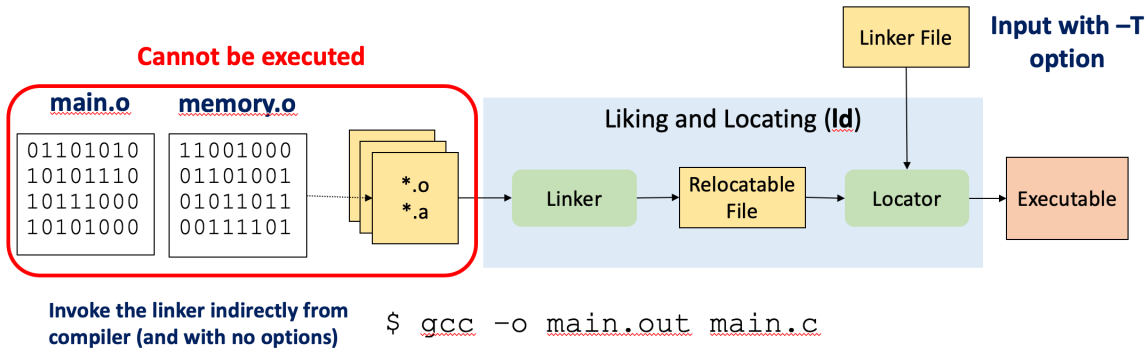 Cannot be executed
main.o
memory.o
01101010
10101110
10111000
10101000
11001000
01101001
01011011
00111101
*.o
*.a
Liking and Locating (ld)
Linker
Relocatable
File
Locator
Linker File
Input with –T
option
Executable
Invoke the linker indirectly from
compiler (and with no options)
$ gcc –o main.out main.c